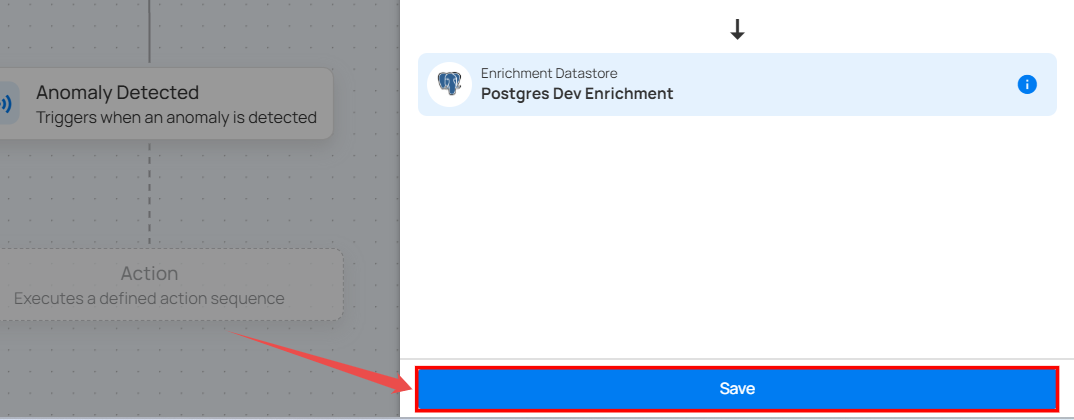 Anomaly Detected
Triggers when an anomaly is detected
Action
Executes a defined action sequence
Enrichment Datastore
Postgres Dev Enrichment
Save